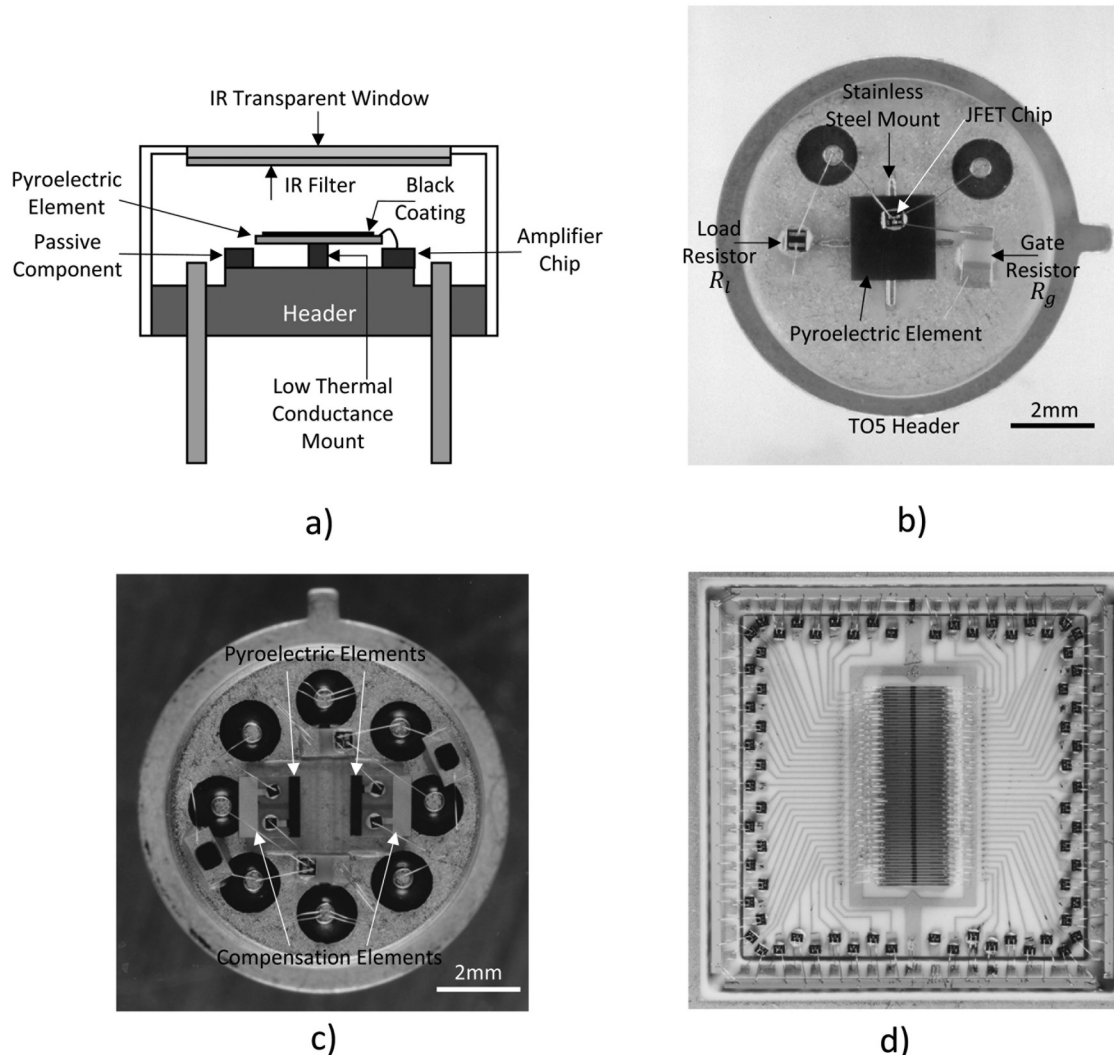 IR Transparent Window
IR Filter
Pyroelectric
Element
Black
Coating
Passive
Component
Amplifier
Chip
Header
Low Thermal
Conductance
Mount
a)
Stainless
Steel Mount
JFET Chip
Load
Resistor
R_l
Gate
Resistor
R_g
Pyroelectric Element
TO5 Header
2mm
b)
Pyroelectric Elements
Compensation Elements
2mm
c)
d)